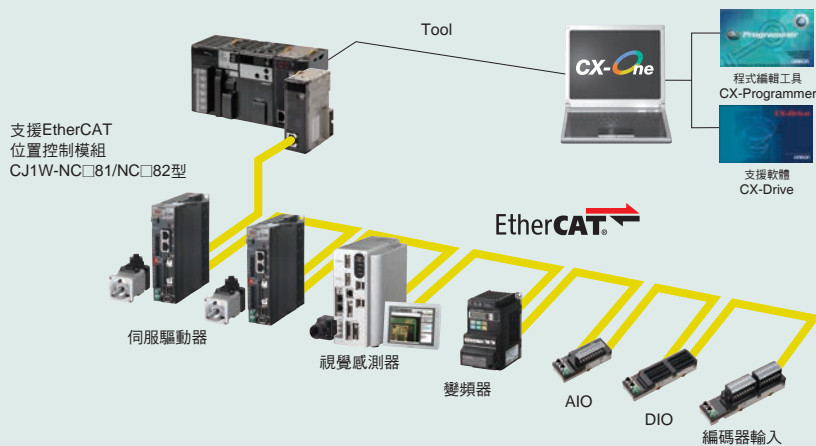 Tool
CX-One
Programmer
程式編輯工具
CX-Programmer
CX-Drive
支援軟體
CX-Drive
支援EtherCAT
位置控制模組
CJ1W-NC□81/NC□82型
EtherCAT®
伺服驅動器
視覺感測器
變頻器
AIO
DIO
編碼器輸入